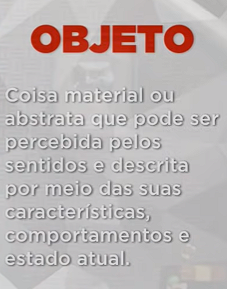 OBJETO
Coisa material ou
abstrata que pode ser
percebida pelos
sentidos e descrita
por meio das suas
características,
comportamentos e
estado atual.